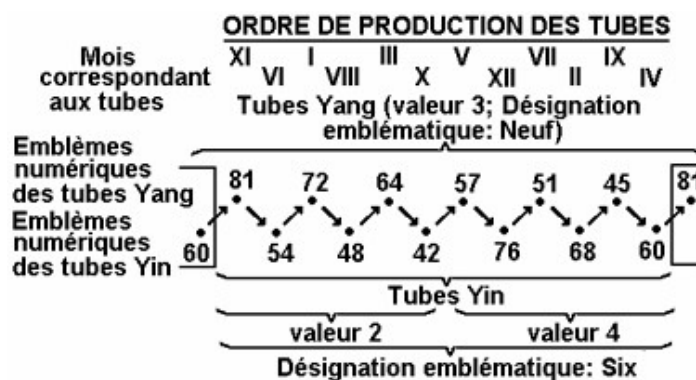 ORDRE DE PRODUCTION DES TUBES
Mois
correspondant
aux tubes
XI I III V VII IX
VI VIII X XII II IV
Tubes Yang (valeur 3; Désignation
emblématique: Neuf)
Emblèmes
numériques
des tubes Yang
81 72 64 57 51 45 81
Emblèmes
numériques
des tubes Yin
60 54 48 42 76 68 60
Tubes Yin
valeur 2 valeur 4
Désignation emblématique: Six